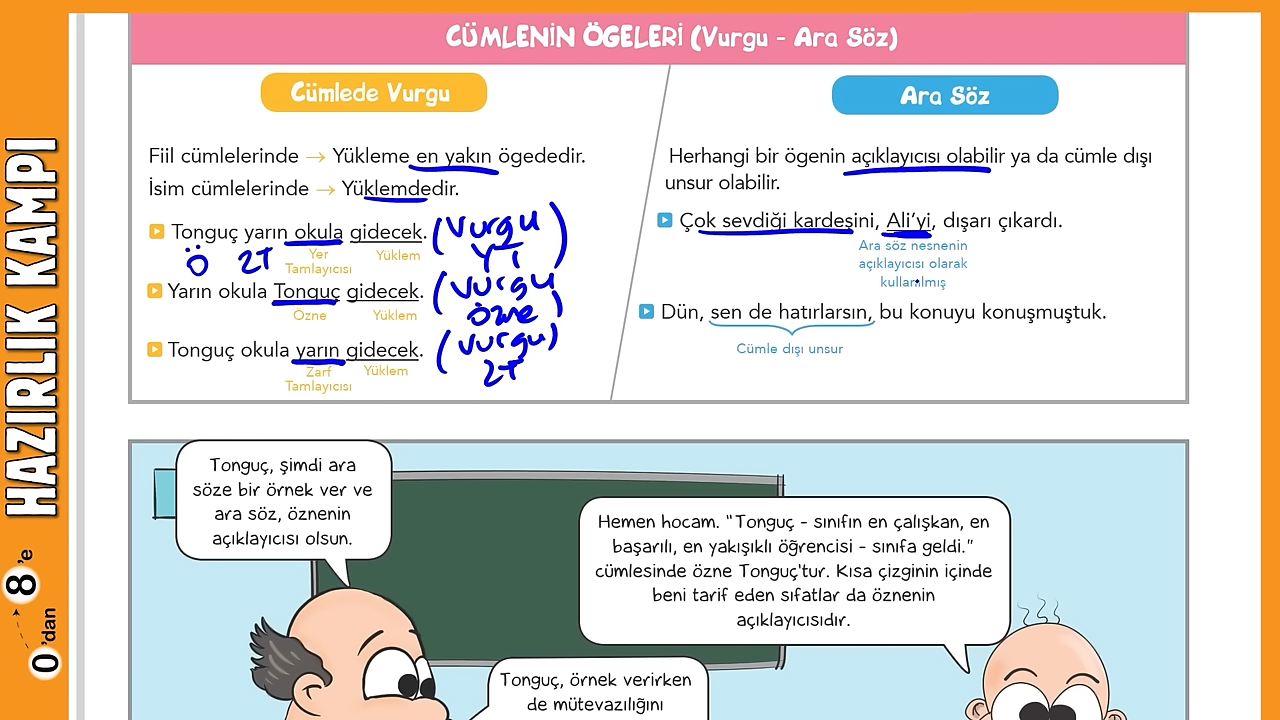 HAZIRLIK KAMPI
0'dan 8'e
CÜMLENİN ÖGELERİ (Vurgu - Ara Söz)
Cümlede Vurgu
Fiil cümlelerinde → Yükleme en yakın ögededir.
İsim cümlelerinde → Yüklemdedir.
Tonguç yarın okula gidecek. (Vurgu
Ö ZT Yer Yüklem YT)
Tamlayıcısı
Yarın okula Tonguç gidecek. (Vurgu
Özne Yüklem özne)
Tonguç okula yarın gidecek. (Vurgu)
Zarf Yüklem ZT
Tamlayıcısı
Ara Söz
Herhangi bir ögenin açıklayıcısı olabilir ya da cümle dışı
unsur olabilir.
Çok sevdiği kardeşini, Ali'yi, dışarı çıkardı.
Ara söz nesnenin
açıklayıcısı olarak
kullanılmış
Dün, sen de hatırlarsın, bu konuyu konuşmuştuk.
Cümle dışı unsur
Tonguç, şimdi ara
söze bir örnek ver ve
ara söz, öznenin
açıklayıcısı olsun.
Hemen hocam. "Tonguç - sınıfın en çalışkan, en
başarılı, en yakışıklı öğrencisi - sınıfa geldi."
cümlesinde özne Tonguç'tur. Kısa çizginin içinde
beni tarif eden sıfatlar da öznenin
açıklayıcısıdır.
Tonguç, örnek verirken
de mütevazılığını